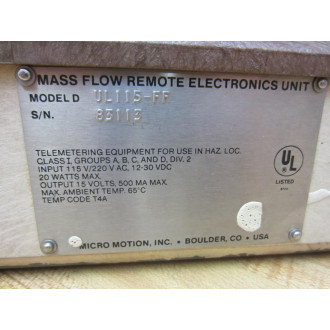 MASS FLOW REMOTE ELECTRONICS UNIT
MODEL D UL115-FF
S/N. 83113
TELEMETERING EQUIPMENT FOR USE IN HAZ. LOC.
CLASS I, GROUPS A, B, C, AND D, DIV. 2
INPUT 115 V/220 V AC, 12-30 VDC
20 WATTS MAX.
OUTPUT 15 VOLTS, 500 MA MAX.
MAX. AMBIENT TEMP. 65°C
TEMP CODE T4A
UL
LISTED
MICRO MOTION, INC. • BOULDER, CO • USA